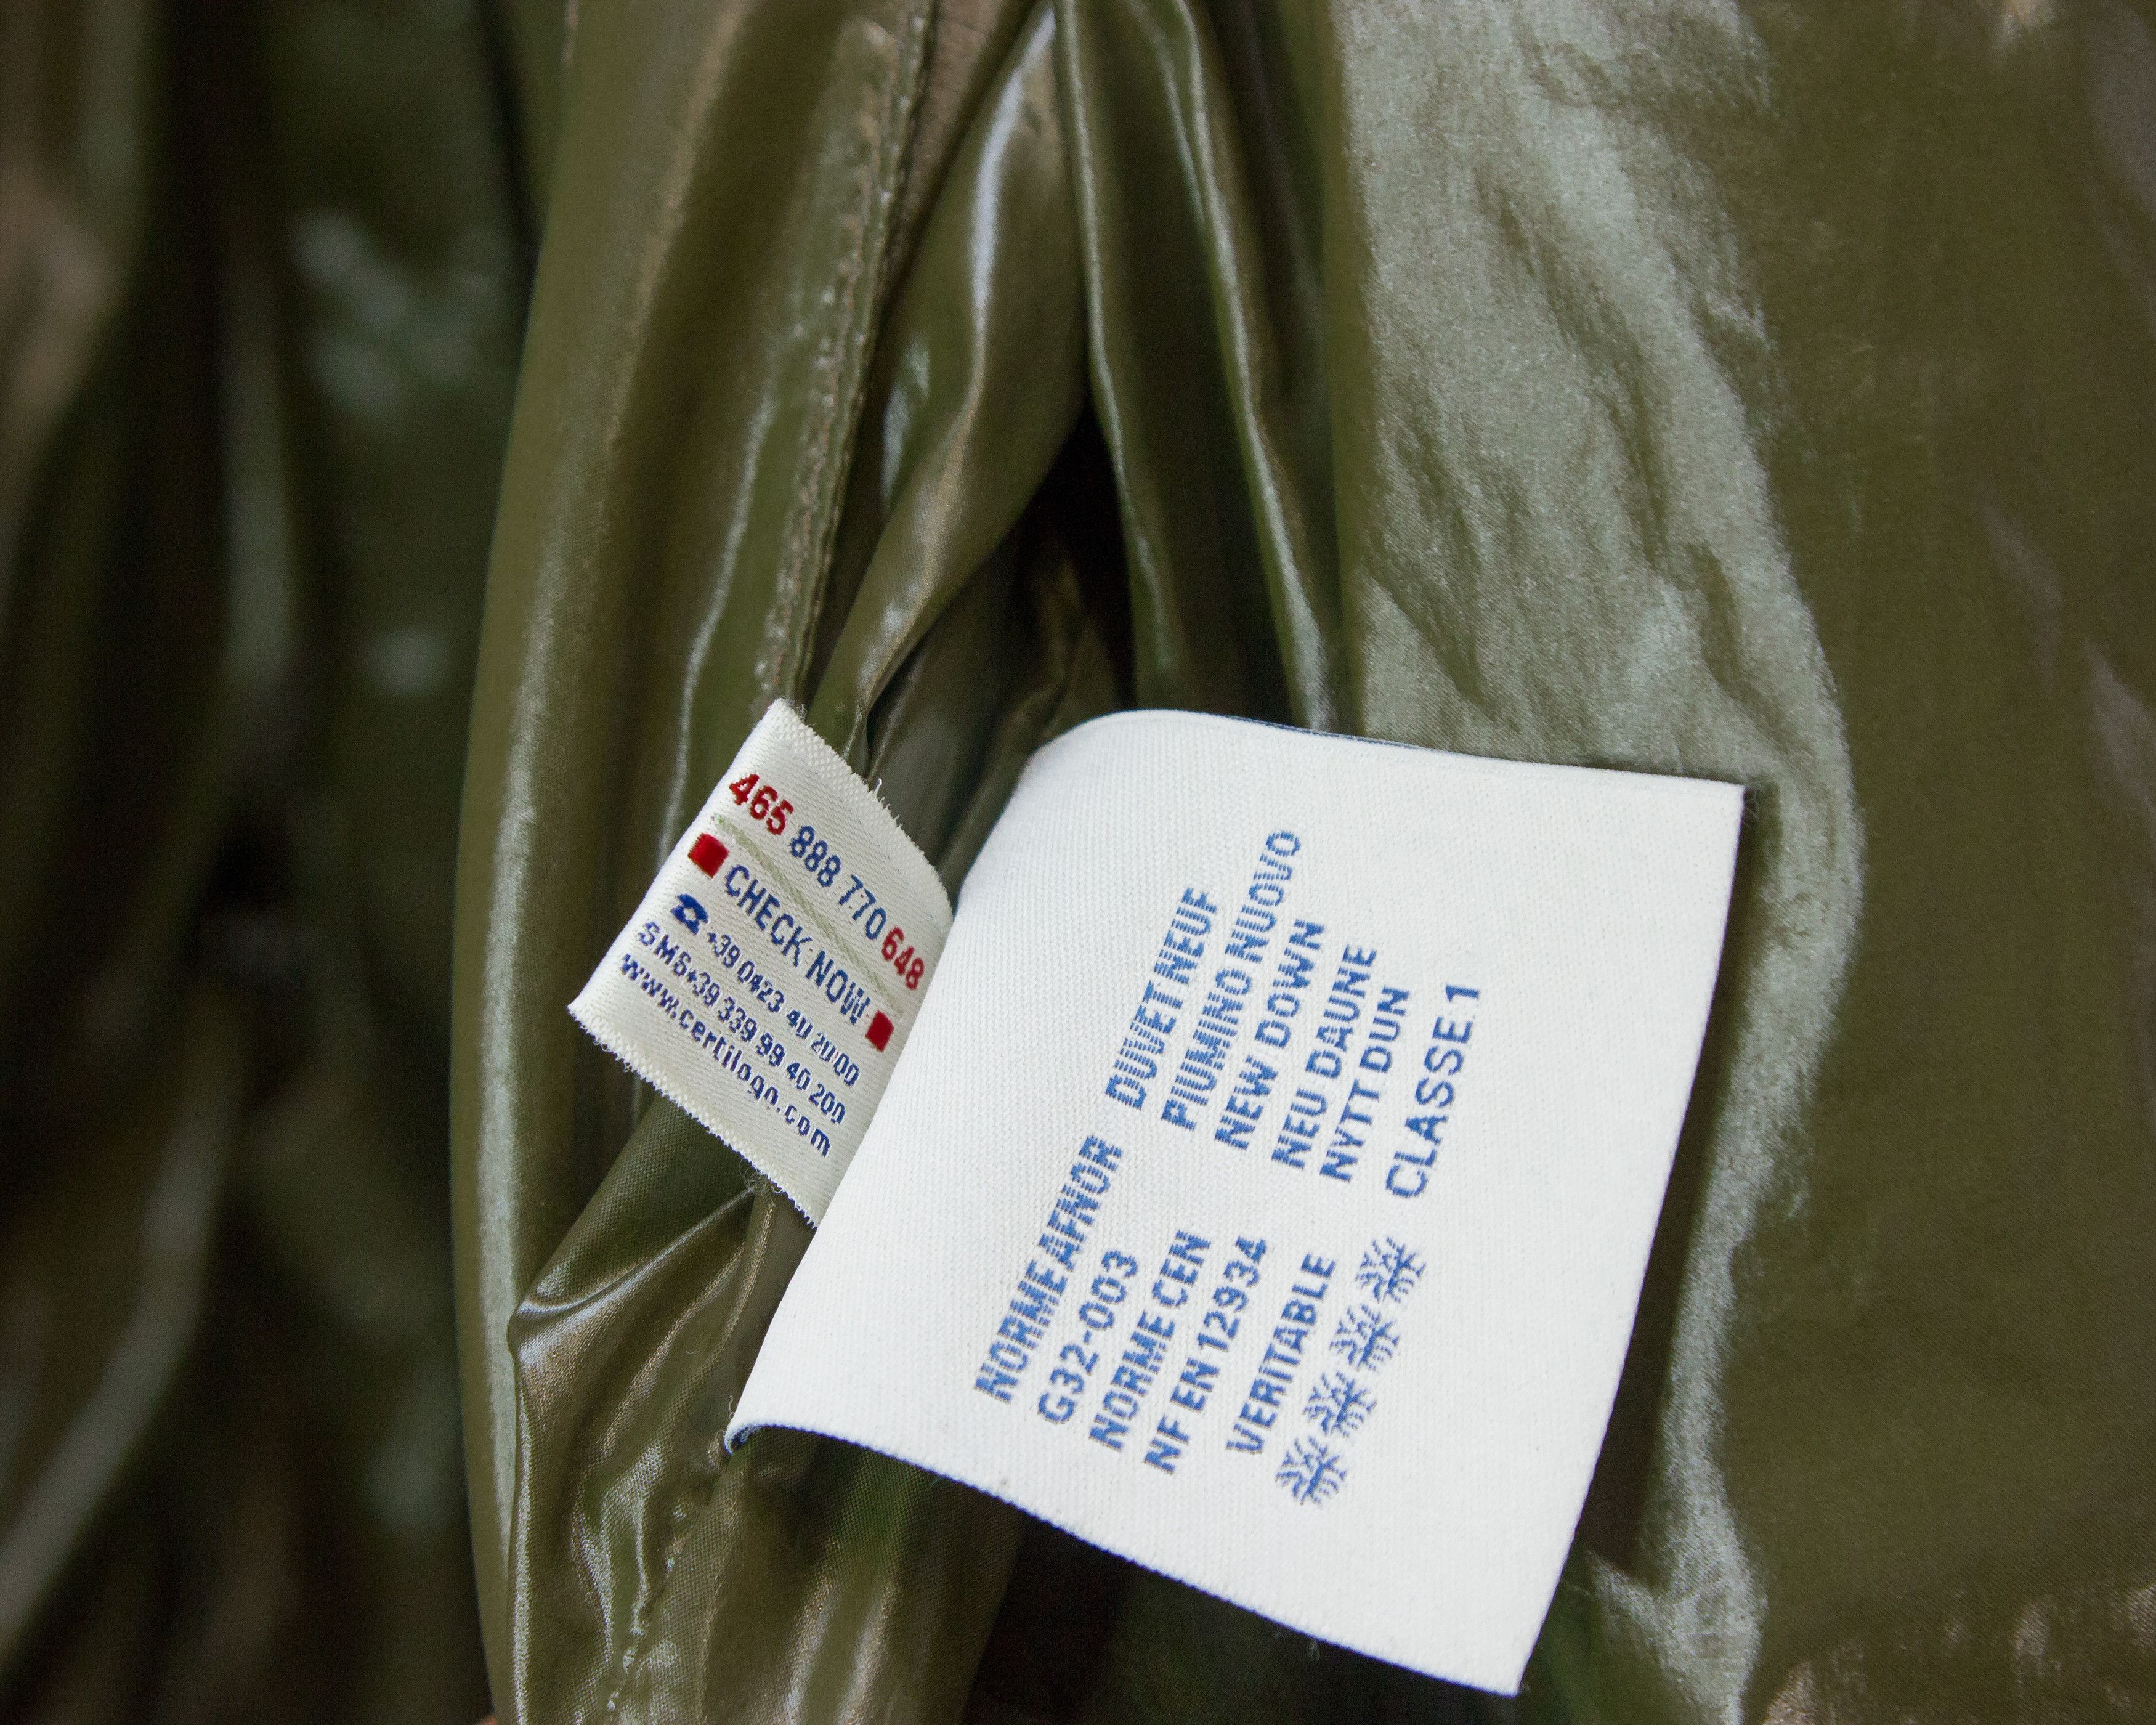 465 888 770 648
CHECK NOW
+39 0423 40 20 00
SMS+39 339 99 40 200
www.certilogo.com
NORME AFNOR
G32-003
NORME CEN
NF EN 12934
VERITABLE
DUVET NEUF
PIUMINO NUOVO
NEW DOWN
NEU DAUNE
NYTT DUN
CLASSE.1